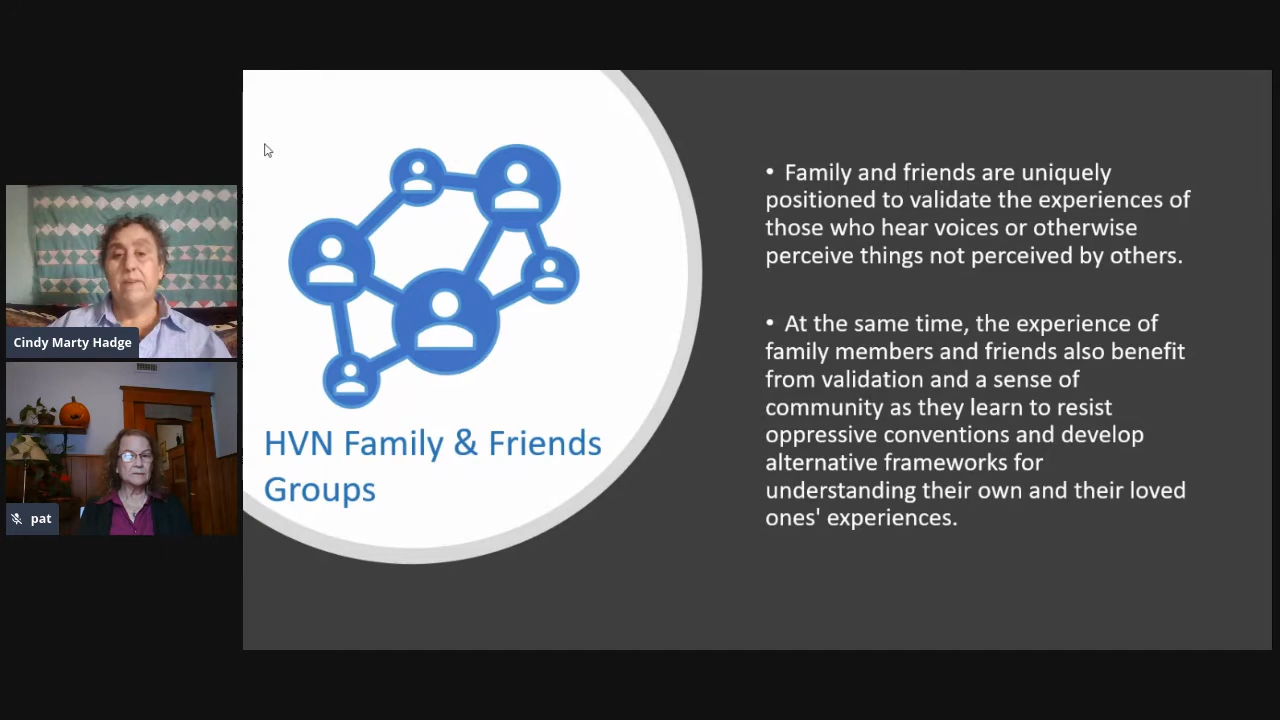 Cindy Marty Hadge
pat
HVN Family & Friends
Groups
• Family and friends are uniquely
positioned to validate the experiences of
those who hear voices or otherwise
perceive things not perceived by others.
• At the same time, the experience of
family members and friends also benefit
from validation and a sense of
community as they learn to resist
oppressive conventions and develop
alternative frameworks for
understanding their own and their loved
ones' experiences.